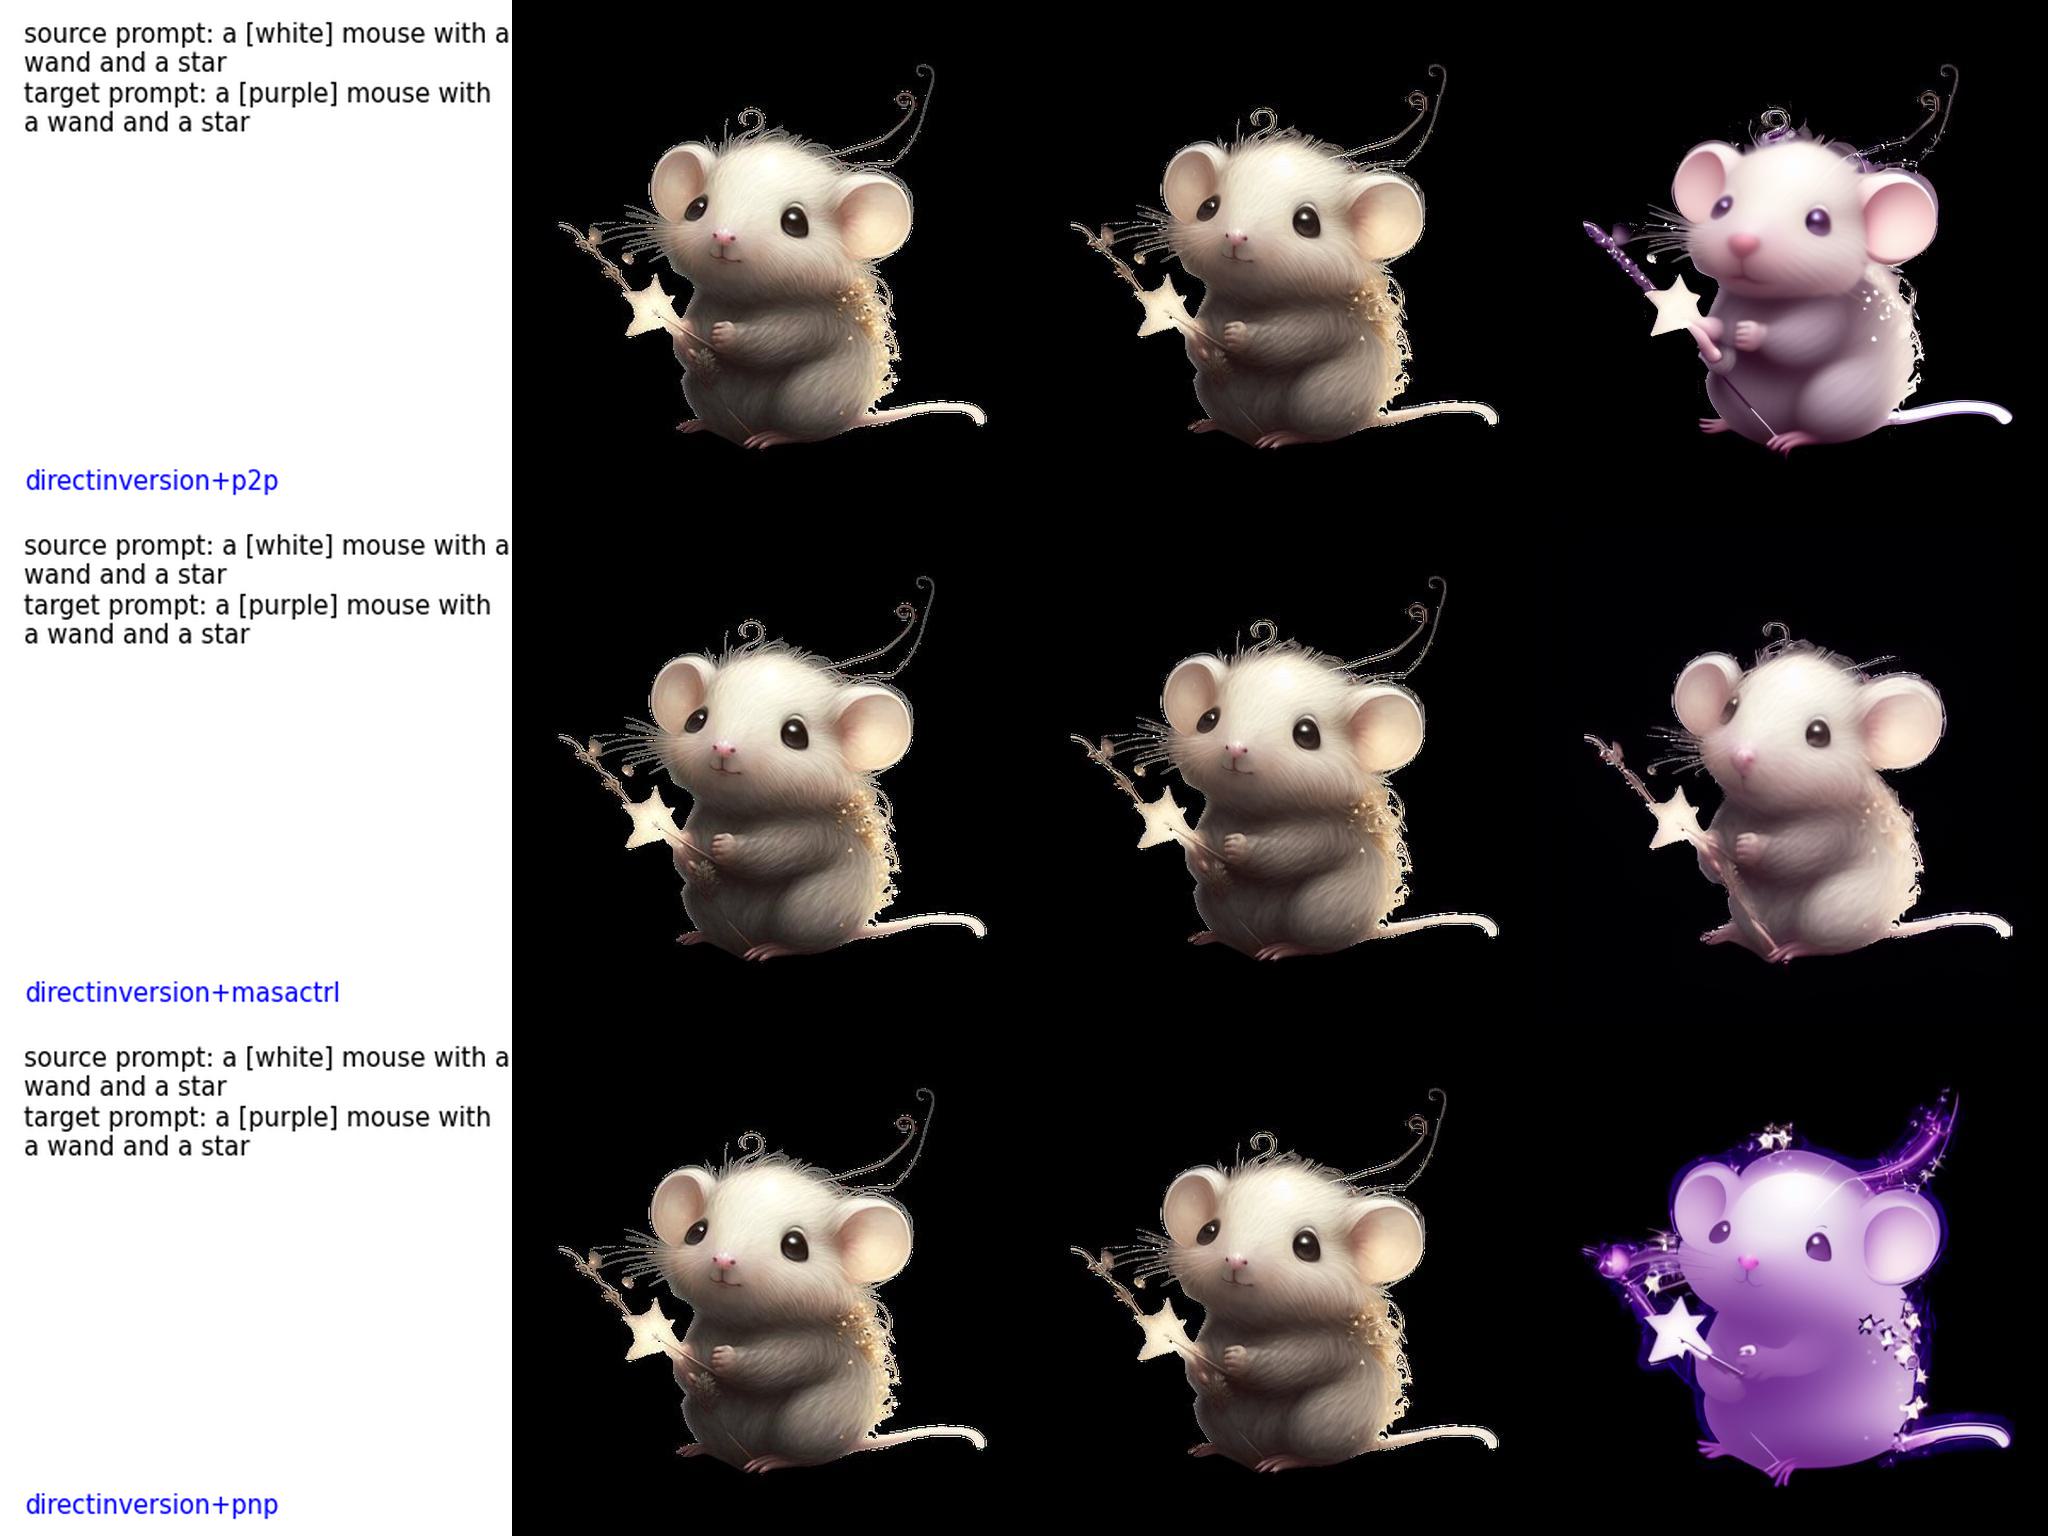 source prompt: a [white] mouse with a
wand and a star
target prompt: a [purple] mouse with
a wand and a star
directinversion+p2p
source prompt: a [white] mouse with a
wand and a star
target prompt: a [purple] mouse with
a wand and a star
directinversion+masactrl
source prompt: a [white] mouse with a
wand and a star
target prompt: a [purple] mouse with
a wand and a star
directinversion+pnp